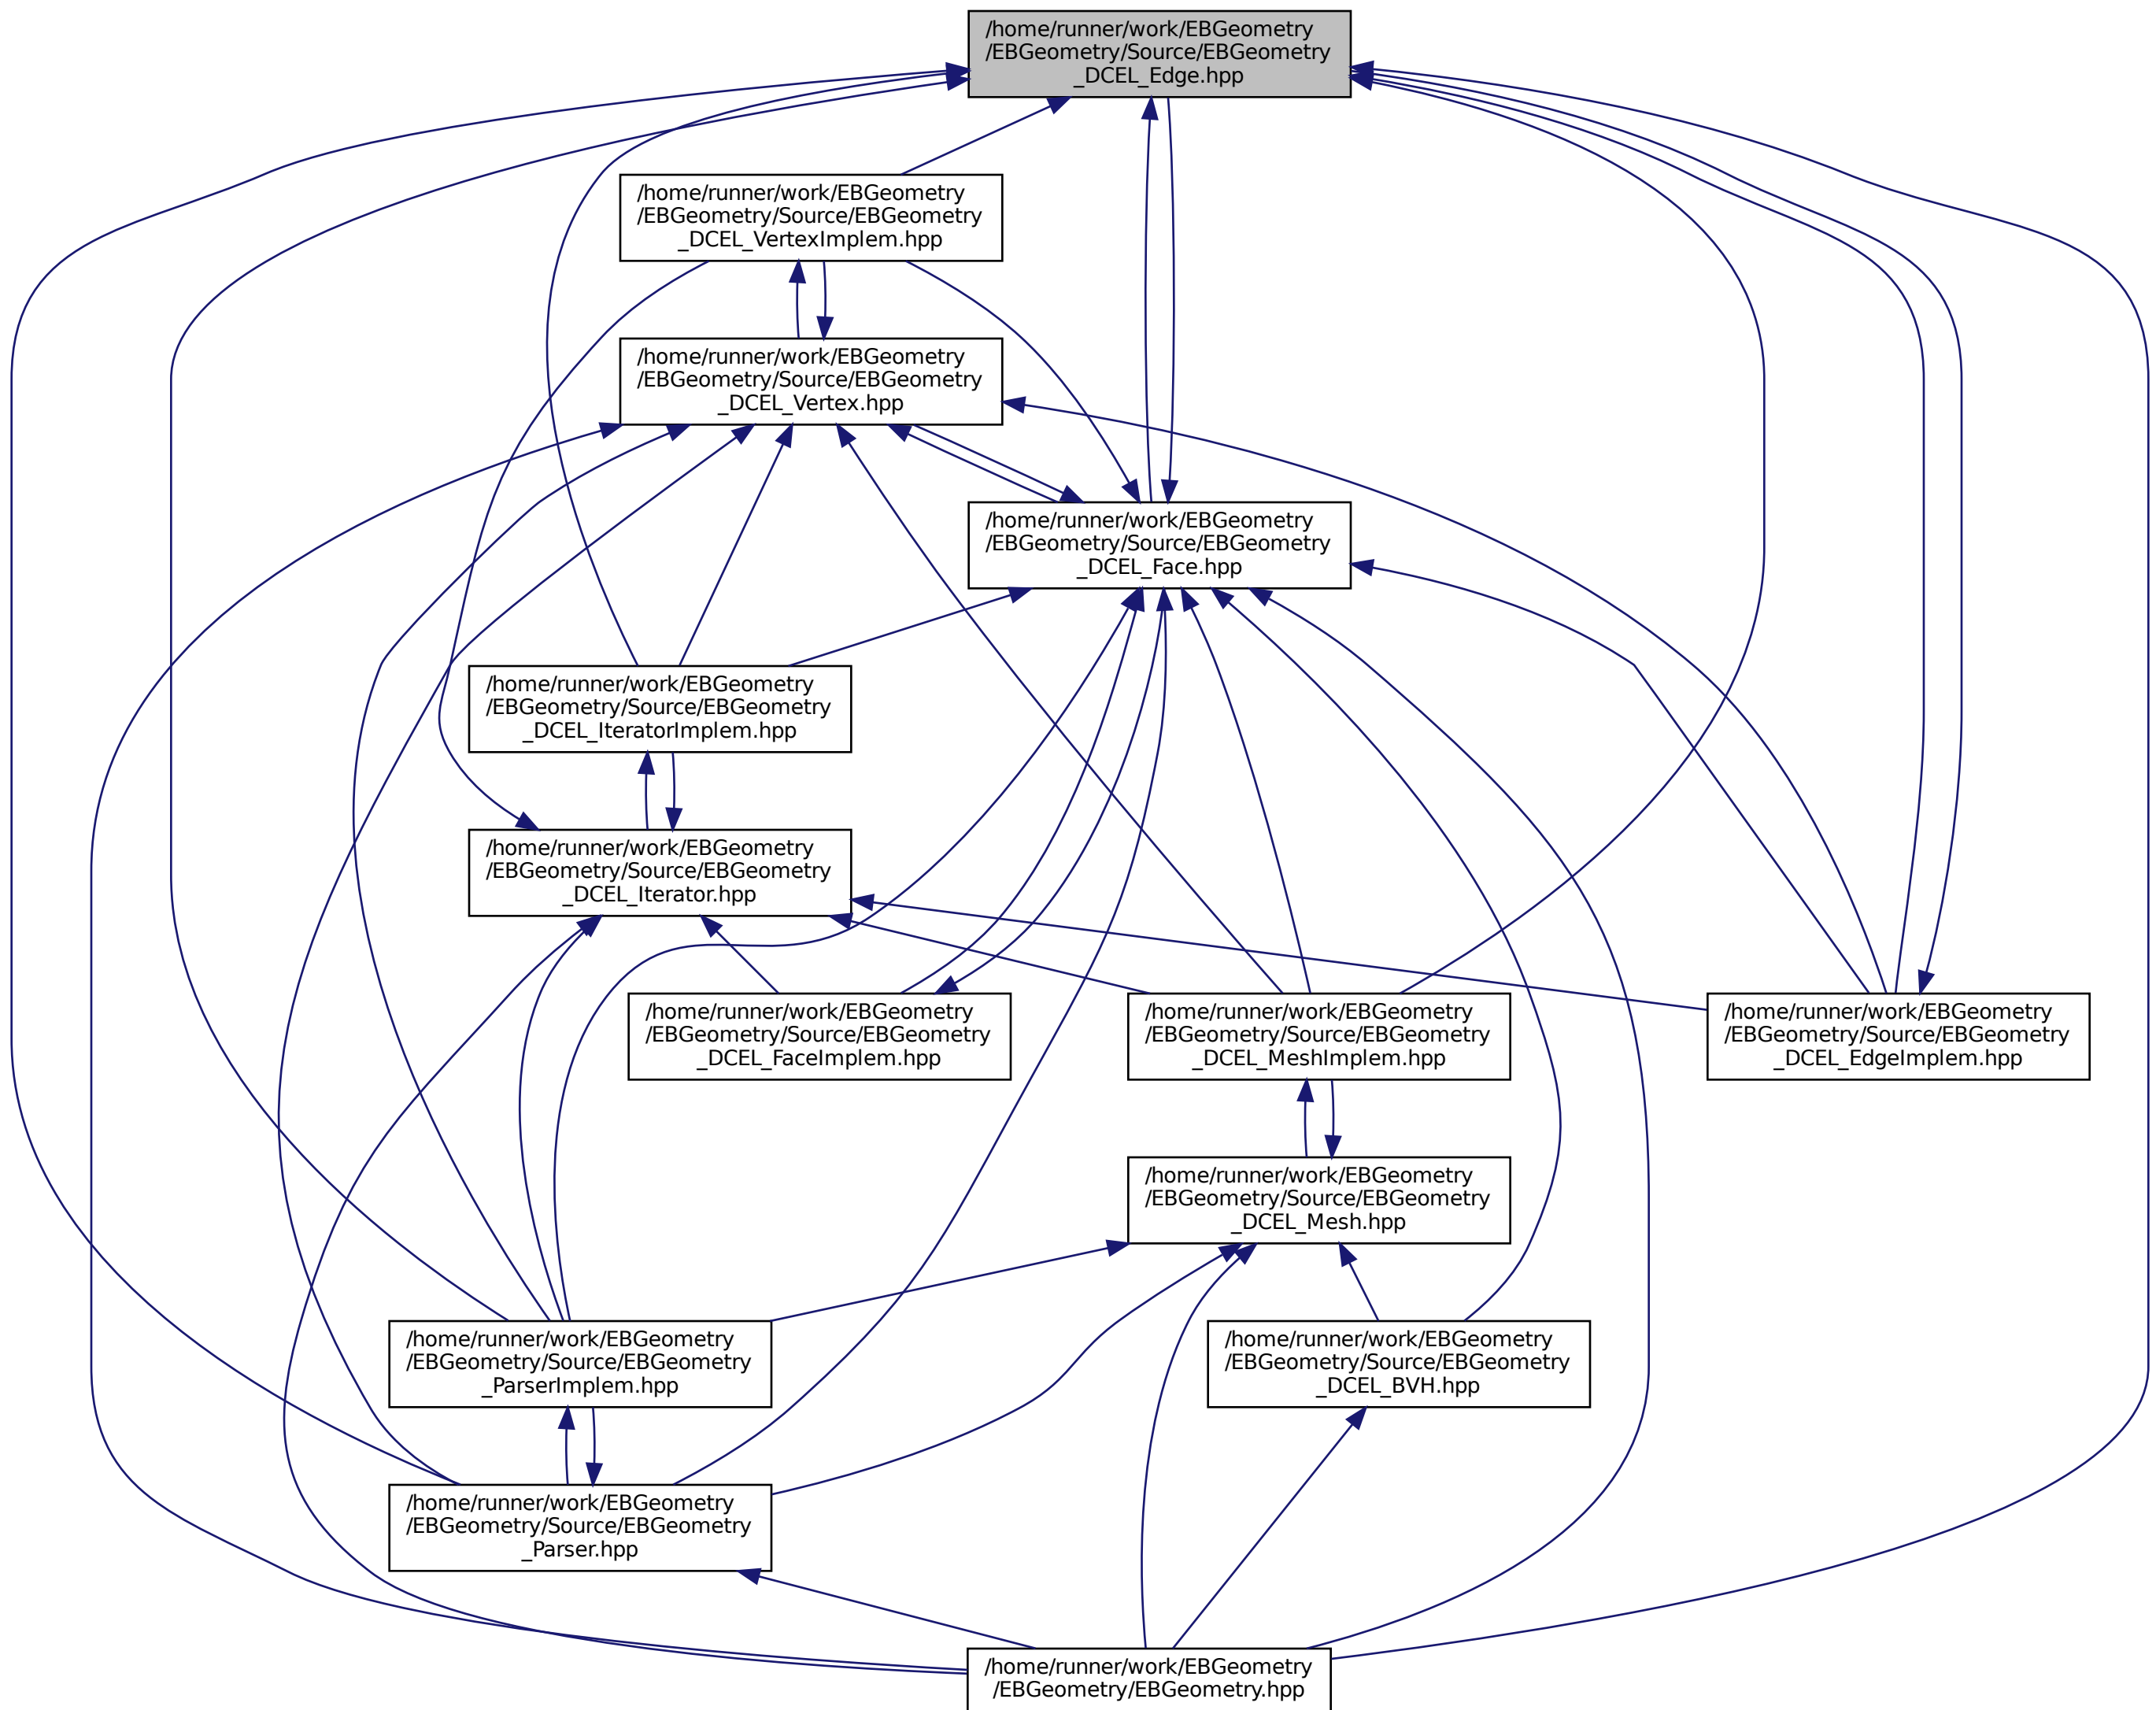 /home/runner/work/EBGeometry
/EBGeometry/Source/EBGeometry
_DCEL_Edge.hpp
/home/runner/work/EBGeometry
/EBGeometry/Source/EBGeometry
_DCEL_VertexImplem.hpp
/home/runner/work/EBGeometry
/EBGeometry/Source/EBGeometry
_DCEL_Vertex.hpp
/home/runner/work/EBGeometry
/EBGeometry/Source/EBGeometry
_DCEL_Face.hpp
/home/runner/work/EBGeometry
/EBGeometry/Source/EBGeometry
_DCEL_IteratorImplem.hpp
/home/runner/work/EBGeometry
/EBGeometry/Source/EBGeometry
_DCEL_Iterator.hpp
/home/runner/work/EBGeometry
/EBGeometry/Source/EBGeometry
_DCEL_FaceImplem.hpp
/home/runner/work/EBGeometry
/EBGeometry/Source/EBGeometry
_DCEL_MeshImplem.hpp
/home/runner/work/EBGeometry
/EBGeometry/Source/EBGeometry
_DCEL_EdgeImplem.hpp
/home/runner/work/EBGeometry
/EBGeometry/Source/EBGeometry
_DCEL_Mesh.hpp
/home/runner/work/EBGeometry
/EBGeometry/Source/EBGeometry
_ParserImplem.hpp
/home/runner/work/EBGeometry
/EBGeometry/Source/EBGeometry
_DCEL_BVH.hpp
/home/runner/work/EBGeometry
/EBGeometry/Source/EBGeometry
_Parser.hpp
/home/runner/work/EBGeometry
/EBGeometry/EBGeometry.hpp